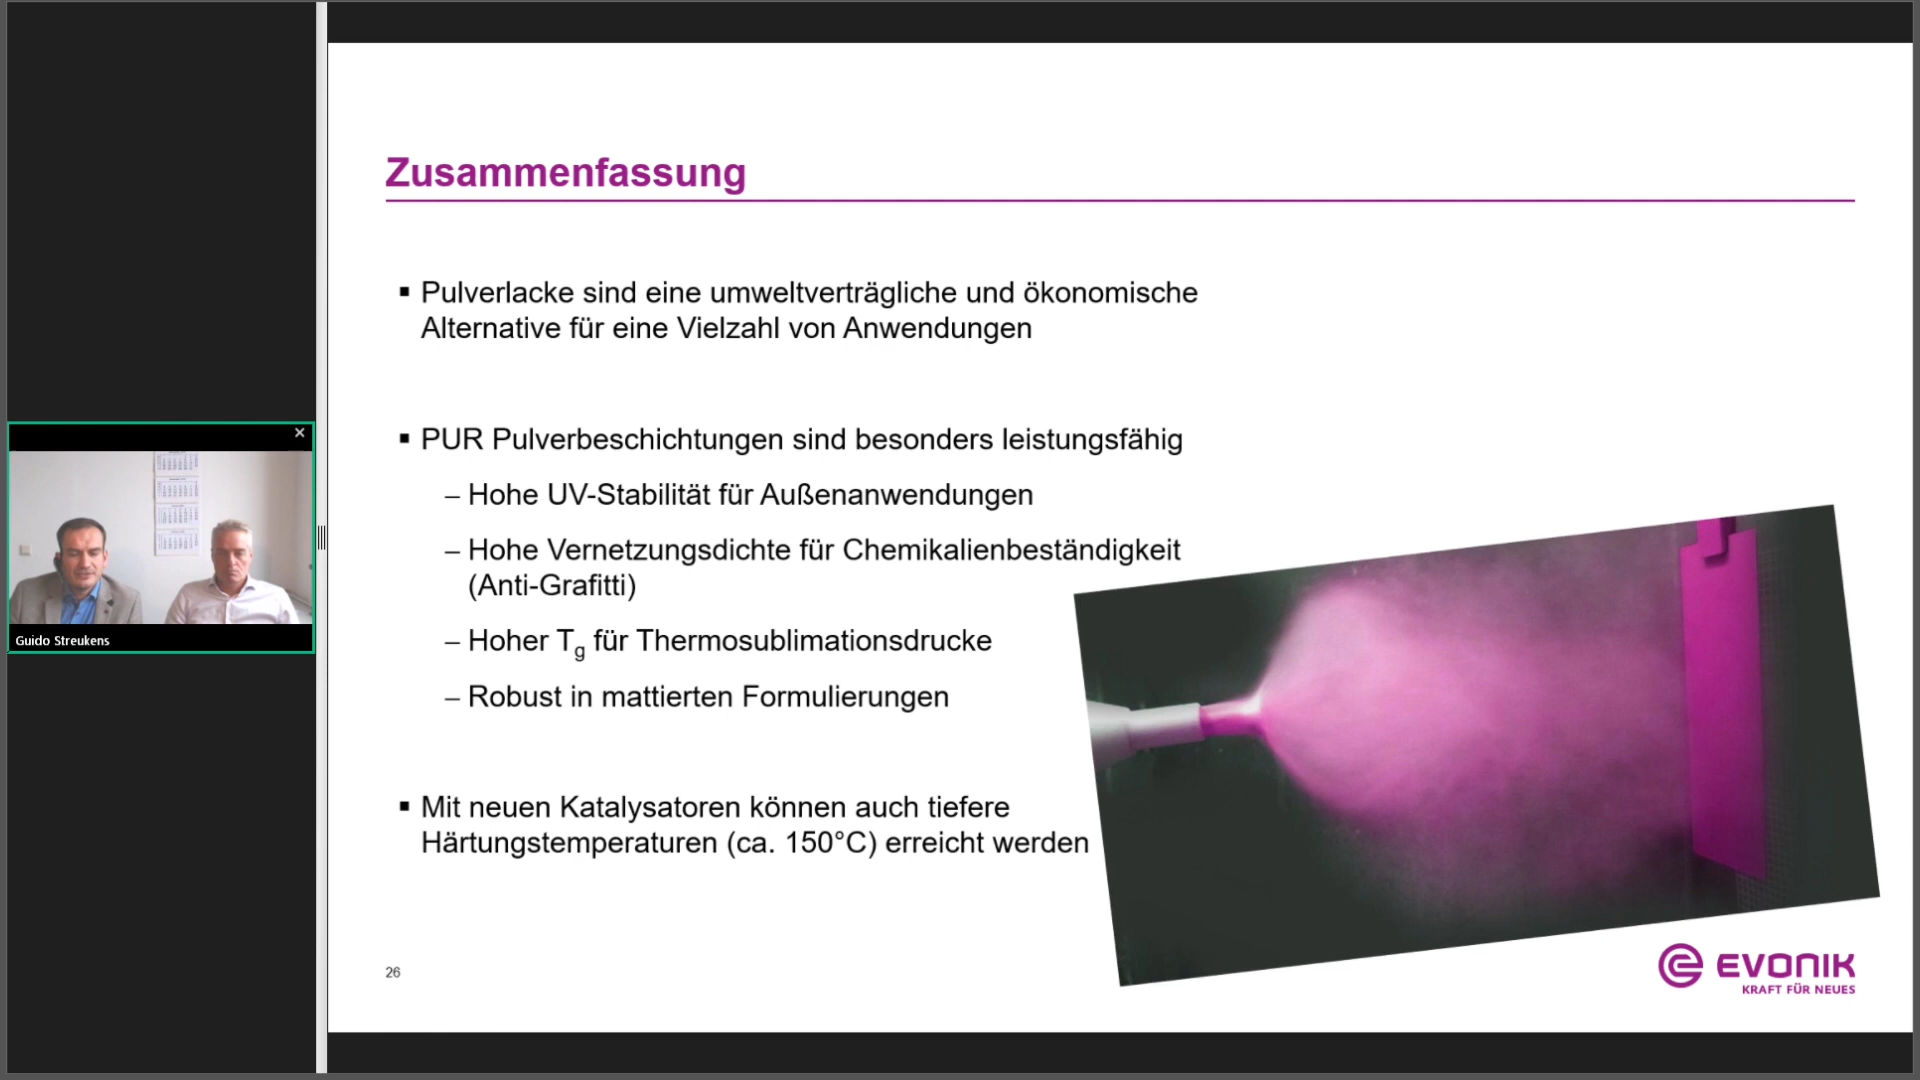 Zusammenfassung
▪ Pulverlacke sind eine umweltverträgliche und ökonomische
Alternative für eine Vielzahl von Anwendungen
▪ PUR Pulverbeschichtungen sind besonders leistungsfähig
– Hohe UV-Stabilität für Außenanwendungen
– Hohe Vernetzungsdichte für Chemikalienbeständigkeit
(Anti-Grafitti)
– Hoher Tg für Thermosublimationsdrucke
– Robust in mattierten Formulierungen
▪ Mit neuen Katalysatoren können auch tiefere
Härtungstemperaturen (ca. 150°C) erreicht werden
26
EVONIK
KRAFT FÜR NEUES
Guido Streukens